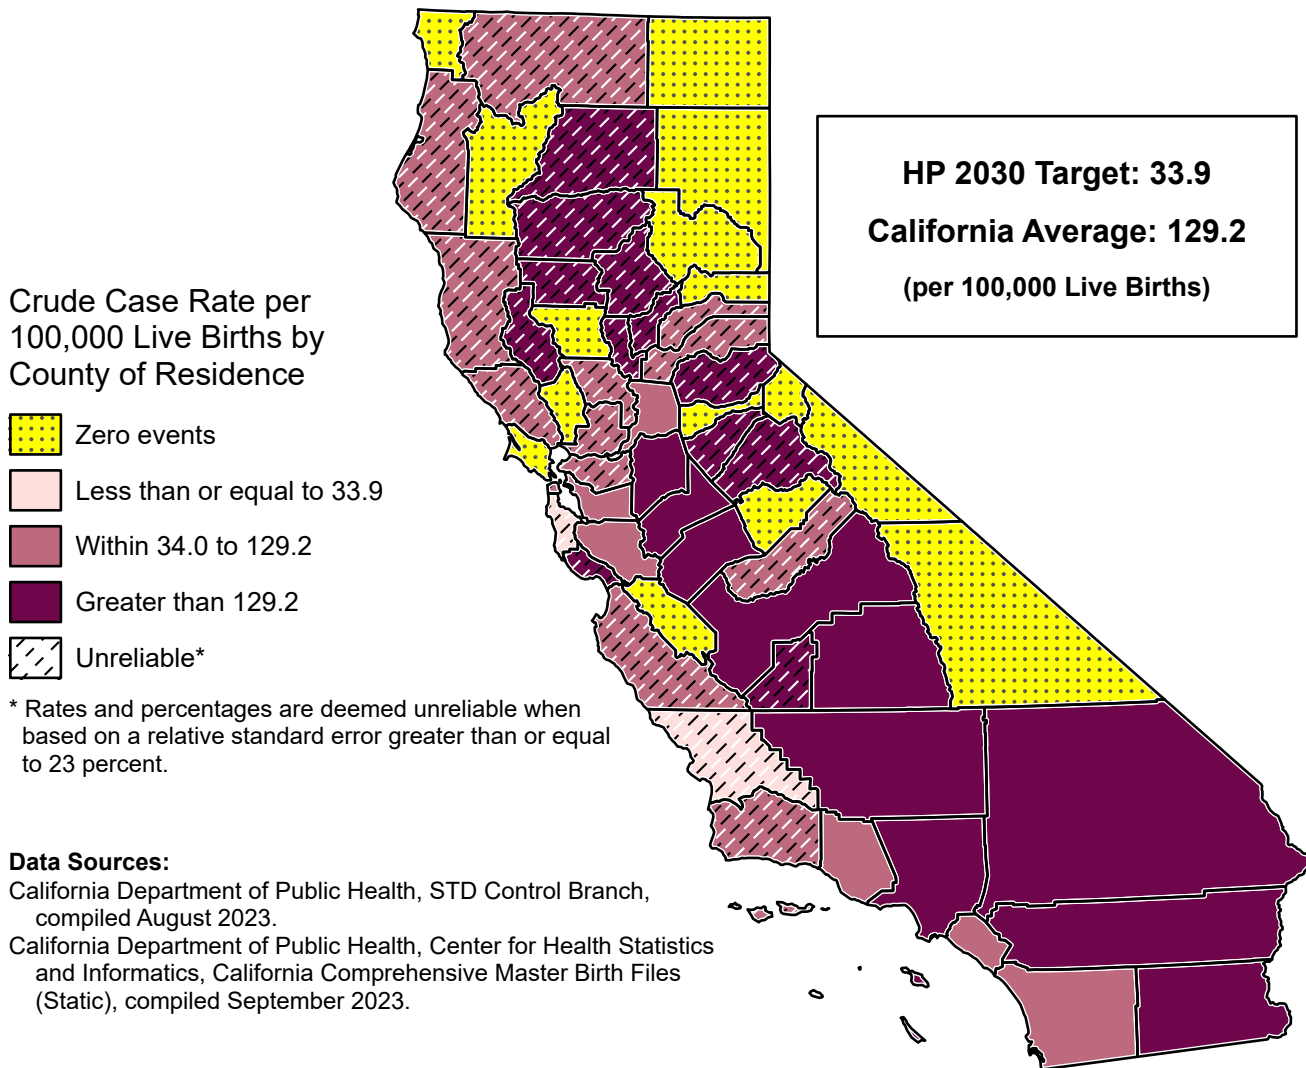 HP 2030 Target: 33.9
California Average: 129.2
(per 100,000 Live Births)
Crude Case Rate per
100,000 Live Births by
County of Residence
Zero events
Less than or equal to 33.9
Within 34.0 to 129.2
Greater than 129.2
Unreliable*
* Rates and percentages are deemed unreliable when
based on a relative standard error greater than or equal
to 23 percent.
Data Sources:
California Department of Public Health, STD Control Branch,
compiled August 2023.
California Department of Public Health, Center for Health Statistics
and Informatics, California Comprehensive Master Birth Files
(Static), compiled September 2023.